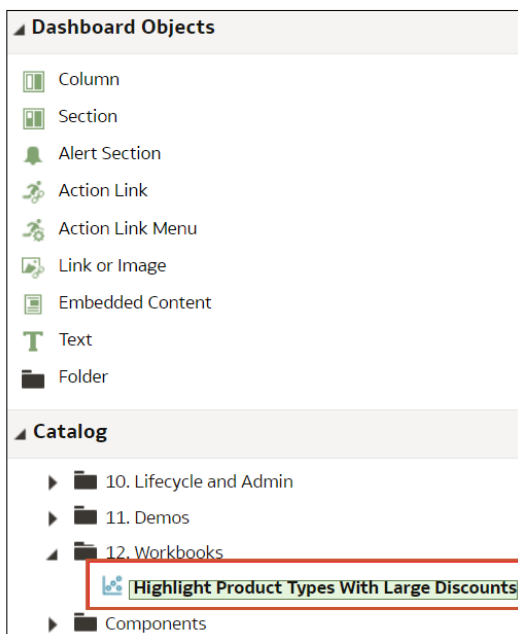 Dashboard Objects
Column
Section
Alert Section
Action Link
Action Link Menu
Link or Image
Embedded Content
Text
Folder
Catalog
10. Lifecycle and Admin
11. Demos
12. Workbooks
Highlight Product Types With Large Discounts
Components